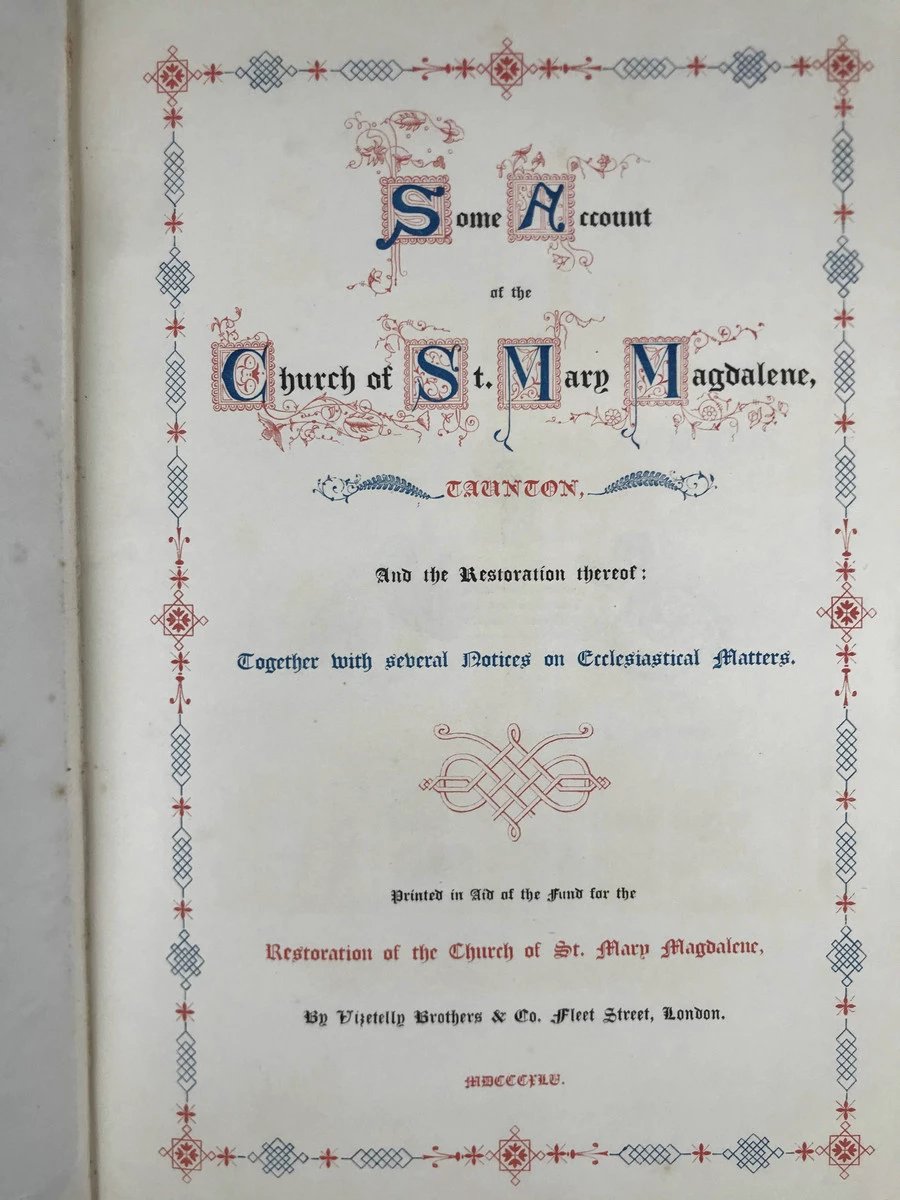 Some Account
of the
Church of St. Mary Magdalene,
TAUNTON,
And the Restoration thereof:
Together with several Notices on Ecclesiastical Matters.
Printed in Aid of the Fund for the
Restoration of the Church of St. Mary Magdalene,
By Vizetelly Brothers & Co. Fleet Street, London.
MDCCCXLV.